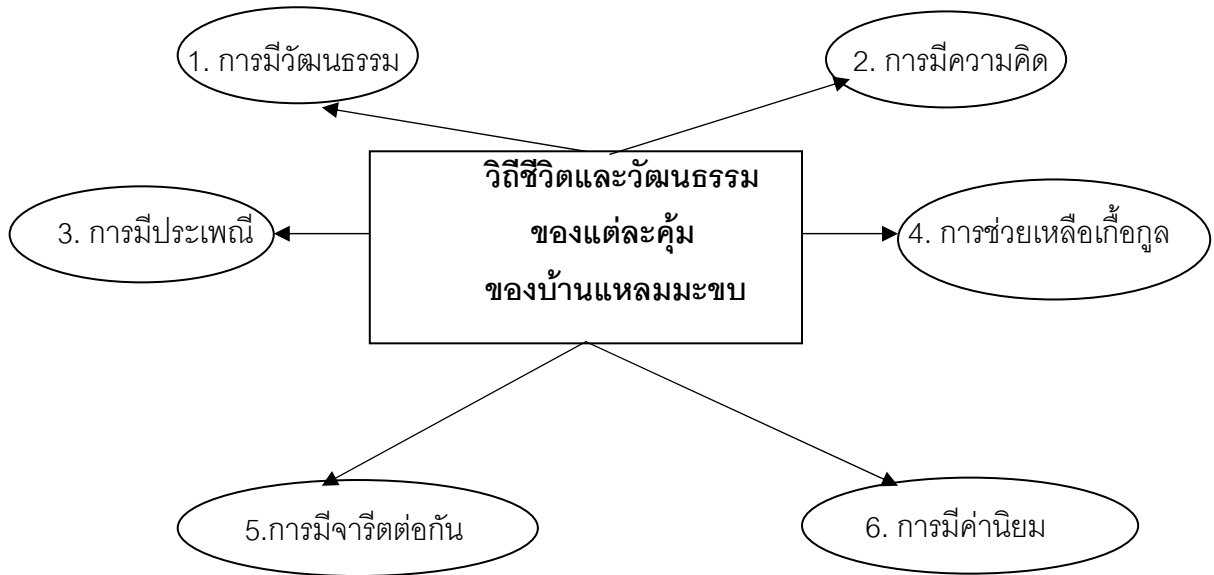 1. การมีวัฒนธรรม
2. การมีความคิด
วิถีชีวิตและวัฒนธรรม
ของแต่ละคุ้ม
ของบ้านแหลมมะขบ
3. การมีประเพณี
4. การช่วยเหลือเกื้อกูล
5.การมีจารีตต่อกัน
6. การมีค่านิยม